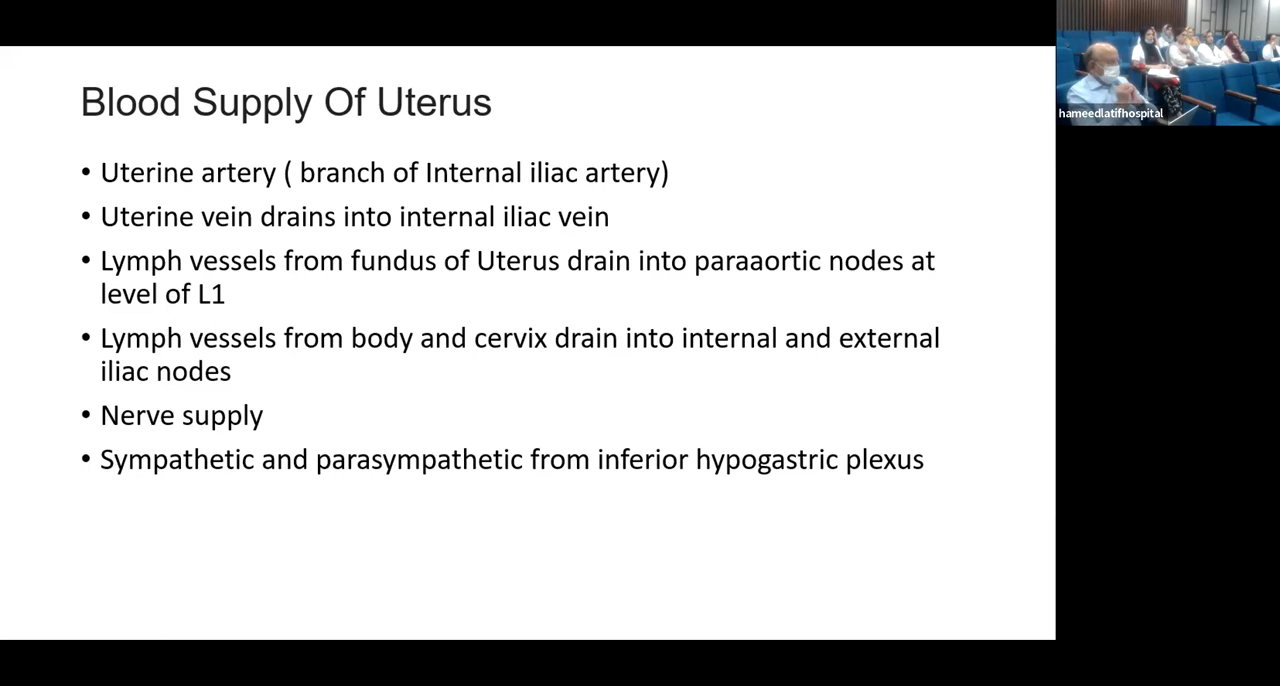 Blood Supply Of Uterus
• Uterine artery ( branch of Internal iliac artery)
• Uterine vein drains into internal iliac vein
• Lymph vessels from fundus of Uterus drain into paraaortic nodes at
level of L1
• Lymph vessels from body and cervix drain into internal and external
iliac nodes
• Nerve supply
• Sympathetic and parasympathetic from inferior hypogastric plexus
hameedlatifhospital